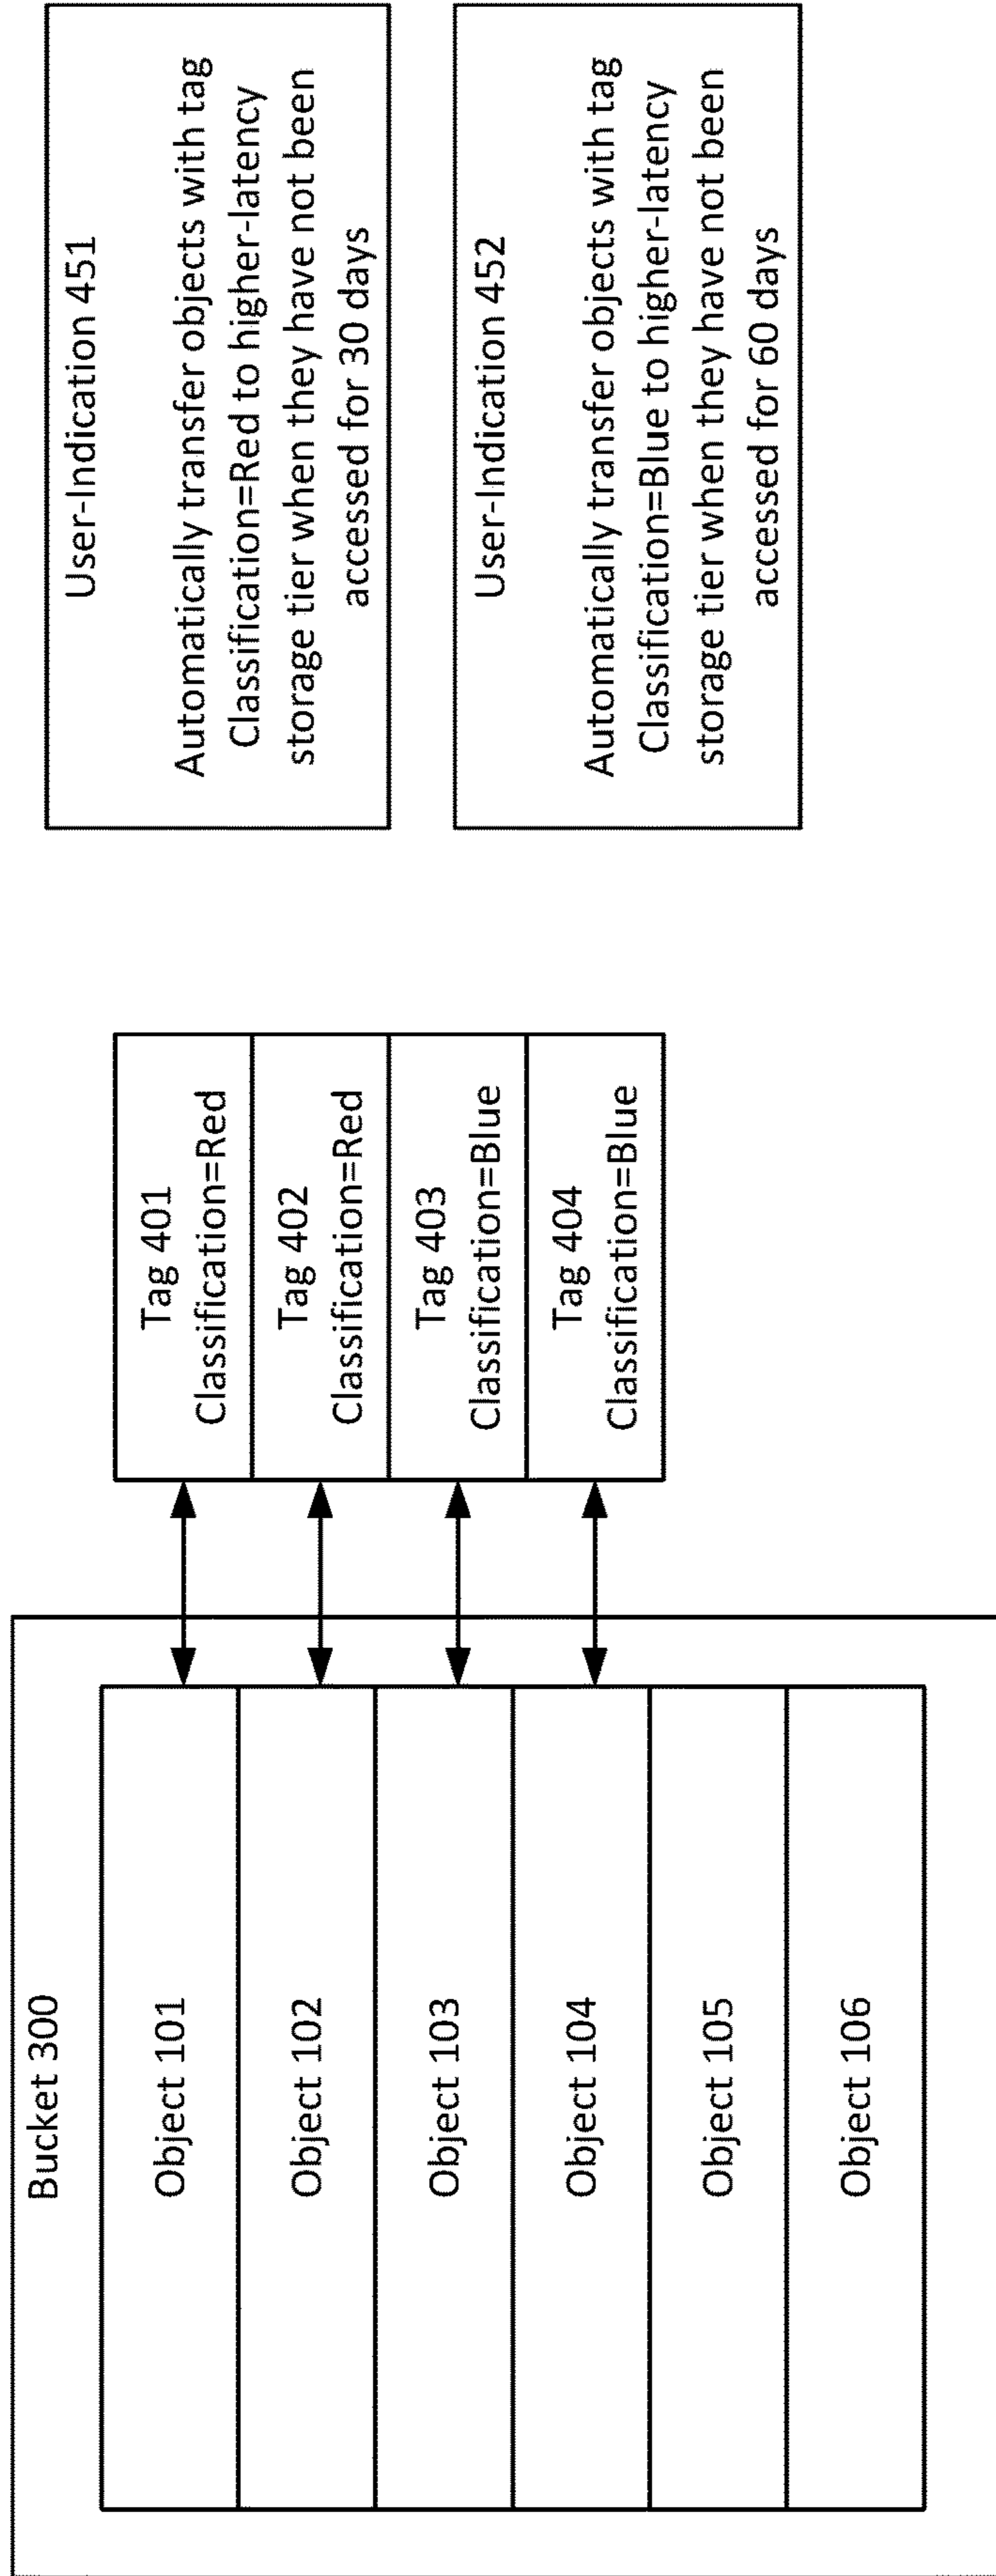 Bucket 300
Object 101
Object 102
Object 103
Object 104
Object 105
Object 106
Tag 401
Classification=Red
Tag 402
Classification=Red
Tag 403
Classification=Blue
Tag 404
Classification=Blue
User-Indication 451
Automatically transfer objects with tag
Classification=Red to higher-latency
storage tier when they have not been
accessed for 30 days
User-Indication 452
Automatically transfer objects with tag
Classification=Blue to higher-latency
storage tier when they have not been
accessed for 60 days